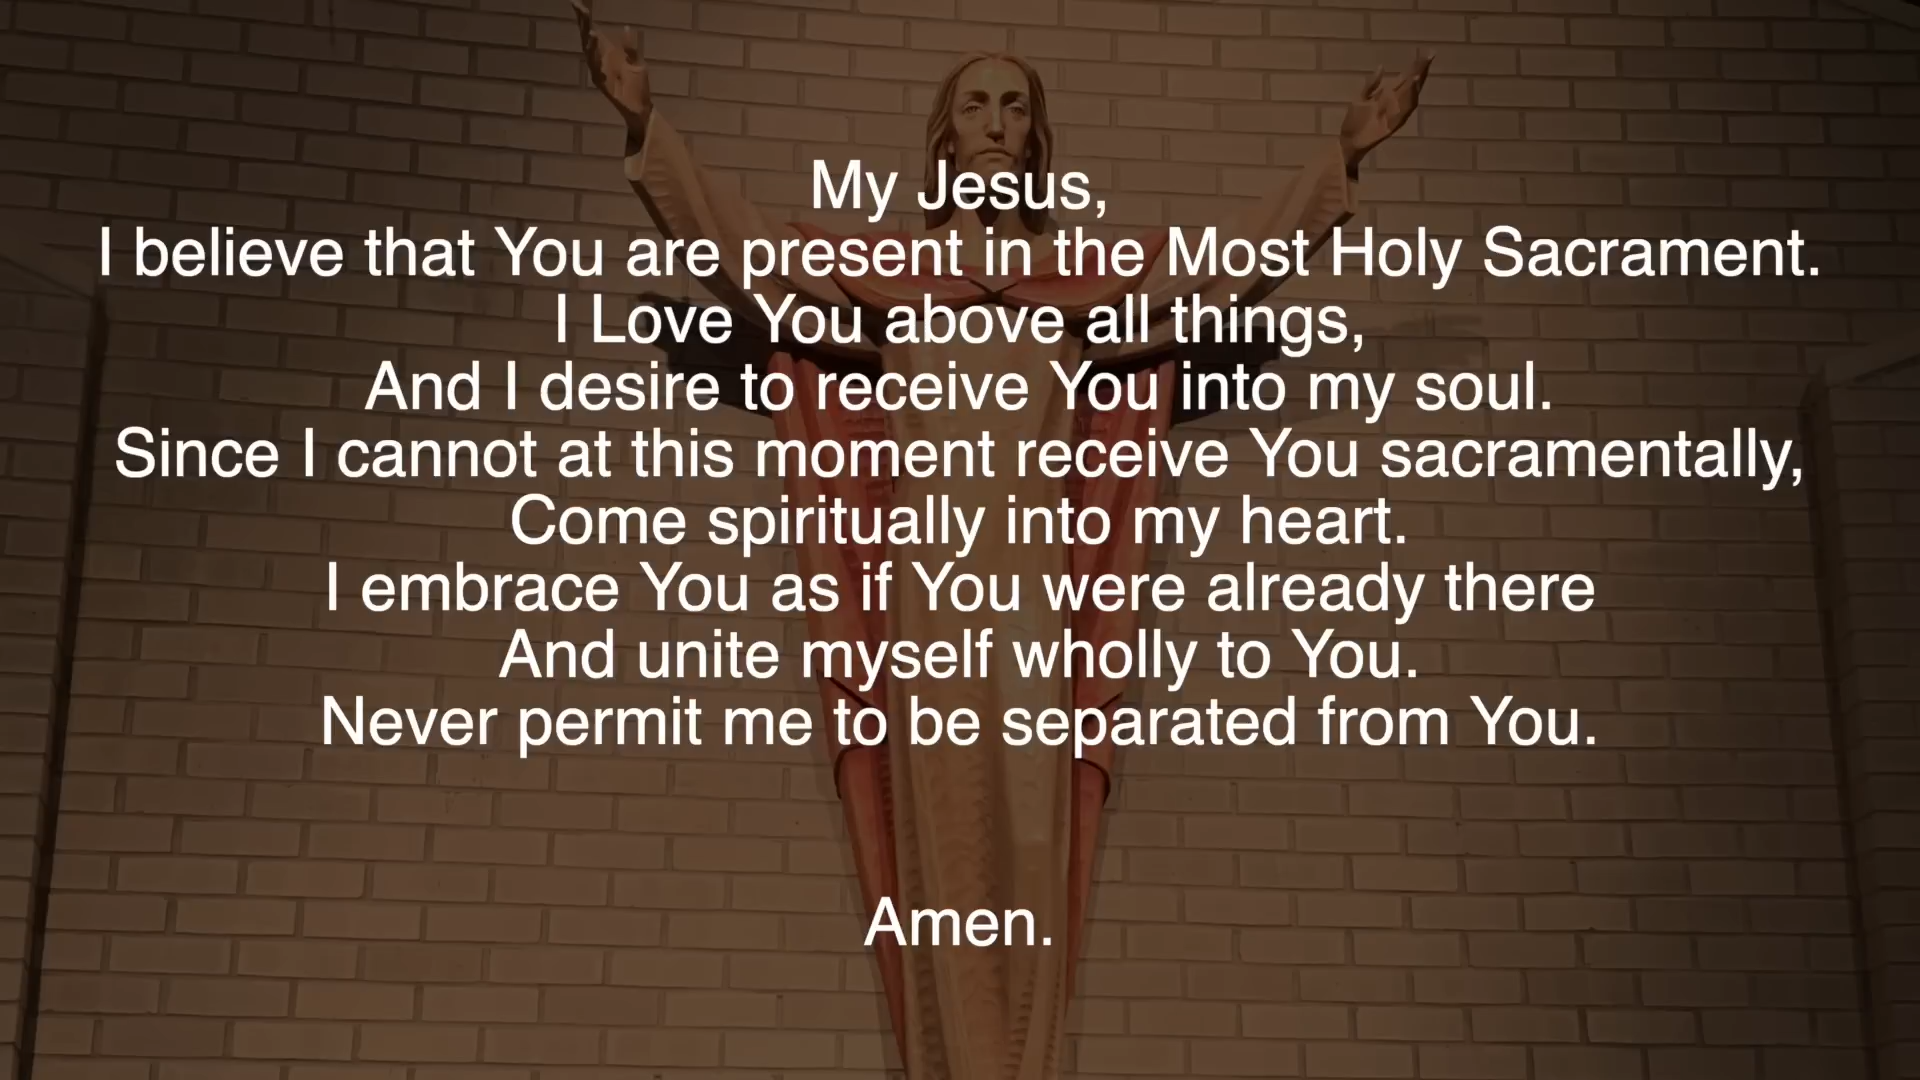 My Jesus,
I believe that You are present in the Most Holy Sacrament.
I Love You above all things,
And I desire to receive You into my soul.
Since I cannot at this moment receive You sacramentally,
Come spiritually into my heart.
I embrace You as if You were already there
And unite myself wholly to You.
Never permit me to be separated from You.
Amen.